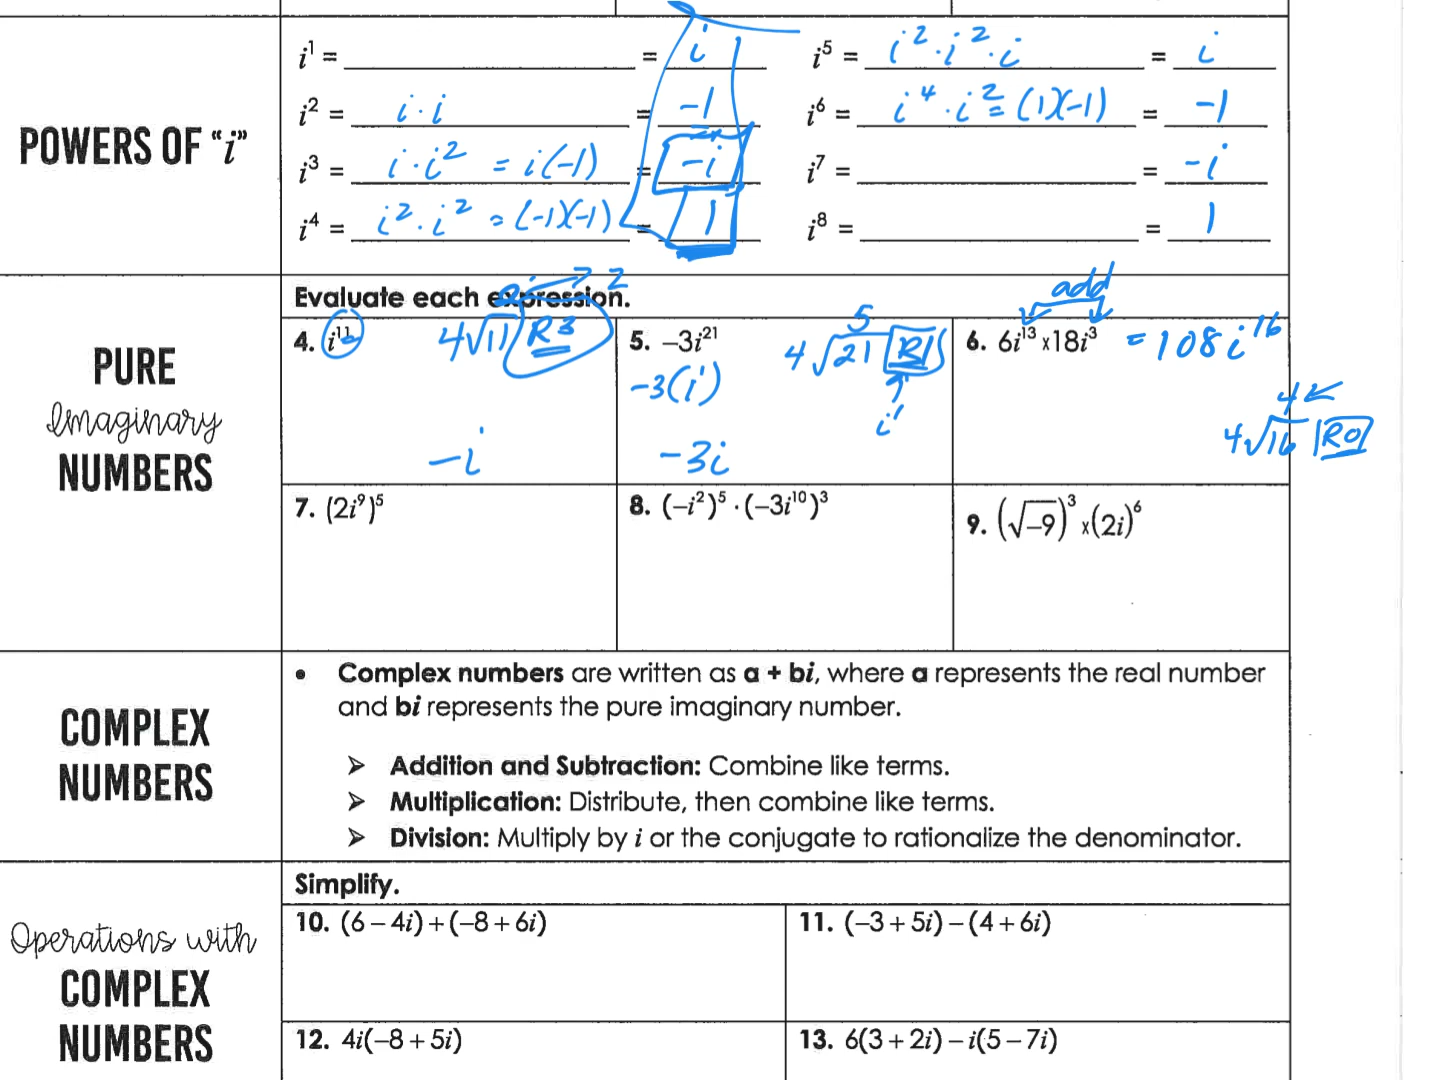 POWERS OF "i"
i¹ = ____ = i
i⁵ = i² · i² · i = i
i² = i · i = -1
i⁶ = i⁴ · i² = (1)(-1) = -1
i³ = i · i² = i(-1) = -i
i⁷ = ____ = -i
i⁴ = i² · i² = (-1)(-1) = 1
i⁸ = ____ = 1
PURE
Imaginary
NUMBERS
Evaluate each expression.
4. i¹¹
2
4√11 R3
-i
5. −3i²¹
5
4√21 R1
-3(i¹)
i¹
-3i
6. 6i¹³ x 18i³ = 108i¹⁶
add
4
4√16 R0
7. (2i⁹)⁵
8. (−i²)⁵ · (−3i¹⁰)³
9. (√−9)³ x (2i)⁶
COMPLEX
NUMBERS
• Complex numbers are written as a + bi, where a represents the real number
and bi represents the pure imaginary number.
➢ Addition and Subtraction: Combine like terms.
➢ Multiplication: Distribute, then combine like terms.
➢ Division: Multiply by i or the conjugate to rationalize the denominator.
Operations with
COMPLEX
NUMBERS
Simplify.
10. (6 − 4i) + (−8 + 6i)
11. (−3 + 5i) − (4 + 6i)
12. 4i(−8 + 5i)
13. 6(3 + 2i) − i(5 − 7i)